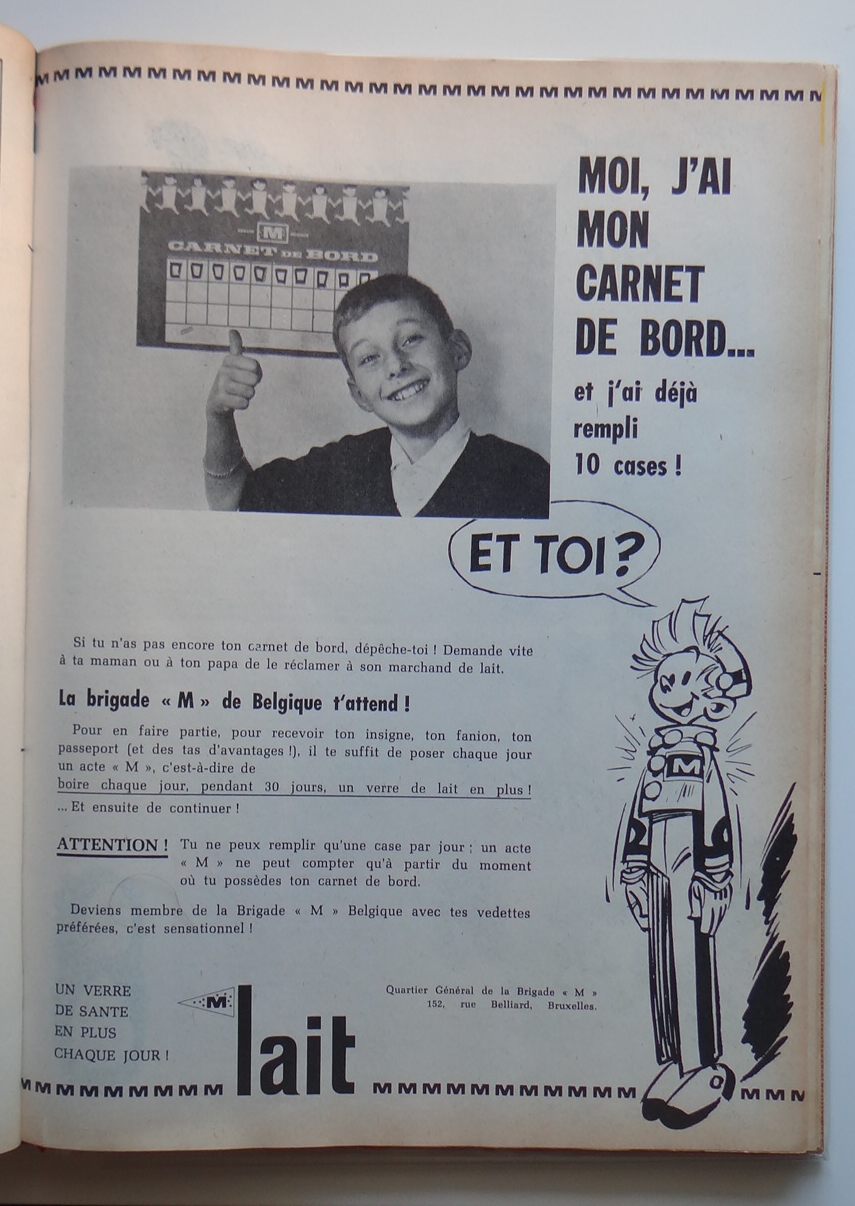 M M M M M M M M M M M M M M M M M M M M M M M M M M M M M M M M
M
CARNET DE BORD
MOI, J'AI
MON
CARNET
DE BORD...
et j'ai déjà
rempli
10 cases !
ET TOI?
Si tu n'as pas encore ton carnet de bord, dépêche-toi ! Demande vite
à ta maman ou à ton papa de le réclamer à son marchand de lait.
La brigade « M » de Belgique t'attend !
Pour en faire partie, pour recevoir ton insigne, ton fanion, ton
passeport (et des tas d'avantages !), il te suffit de poser chaque jour
un acte « M », c'est-à-dire de
boire chaque jour, pendant 30 jours, un verre de lait en plus !
... Et ensuite de continuer !
ATTENTION ! Tu ne peux remplir qu'une case par jour ; un acte
« M » ne peut compter qu'à partir du moment
où tu possèdes ton carnet de bord.
Deviens membre de la Brigade « M » Belgique avec tes vedettes
préférées, c'est sensationnel !
M
UN VERRE
DE SANTE
EN PLUS
CHAQUE JOUR !
M
lait
Quartier Général de la Brigade « M »
152, rue Belliard, Bruxelles.
M M M M M M M M M M M M M M M M M M M M M M